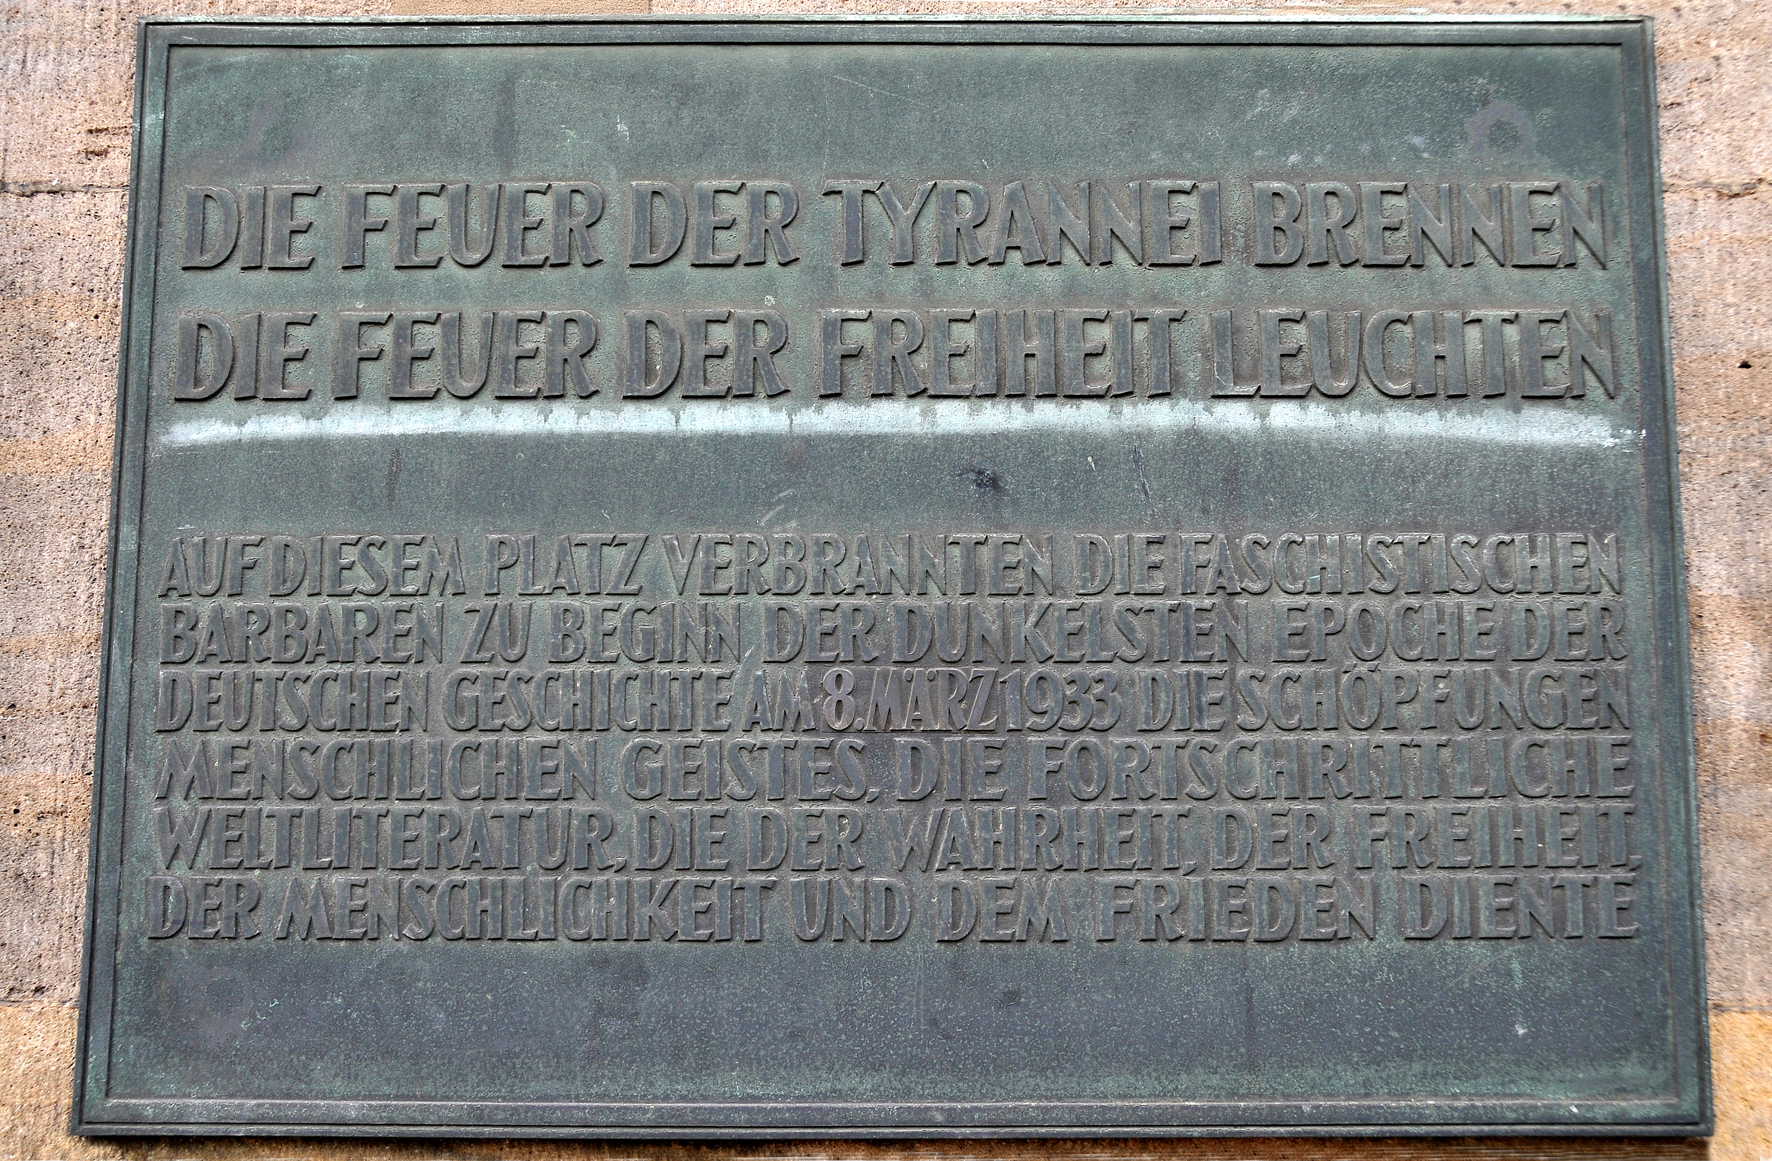 DIE FEUER DER TYRANNEI BRENNEN
DIE FEUER DER FREIHEIT LEUCHTEN
AUF DIESEM PLATZ VERBRANNTEN DIE FASCHISTISCHEN
BARBAREN ZU BEGINN DER DUNKELSTEN EPOCHE DER
DEUTSCHEN GESCHICHTE AM 8. MÄRZ 1933 DIE SCHÖPFUNGEN
MENSCHLICHEN GEISTES, DIE FORTSCHRITTLICHE
WELTLITERATUR, DIE DER WAHRHEIT, DER FREIHEIT,
DER MENSCHLICHKEIT UND DEM FRIEDEN DIENTE